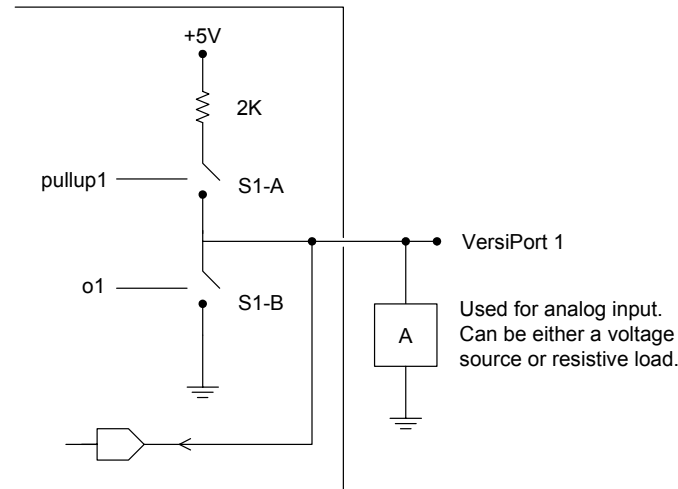 +5V
2K
pullup1
S1-A
VersiPort 1
o1
S1-B
A
Used for analog input.
Can be either a voltage
source or resistive load.